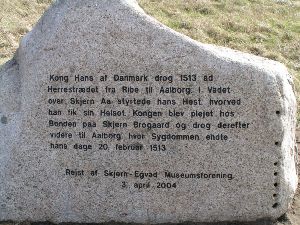 Kong Hans af Danmark drog 1513 ad
Herrestrædet fra Ribe til Aalborg. I Vadet
over Skjern Aa styrtede hans Hest, hvorved
han fik sin Helsot. Kongen blev plejet hos
Bonden paa Skjern Brogaard og drog derefter
videre til Aalborg, hvor Sygdommen endte
hans dage 20. februar 1513.
Rejst af Skjern-Egvad Museumsforening.
3. april 2004